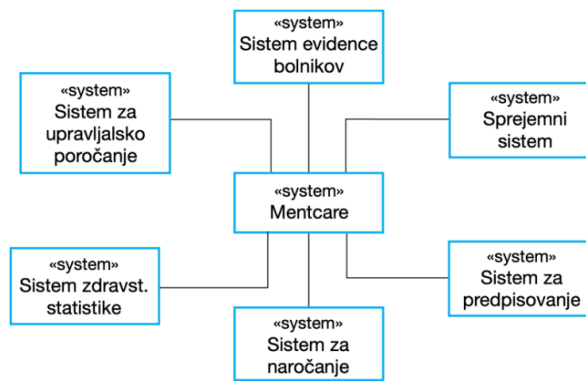 «system»
Sistem evidence
bolnikov
«system»
Sistem za
upravljalsko
poročanje
«system»
Sprejemni
sistem
«system»
Mentcare
«system»
Sistem zdravst.
statistike
«system»
Sistem za
naročanje
«system»
Sistem za
predpisovanje